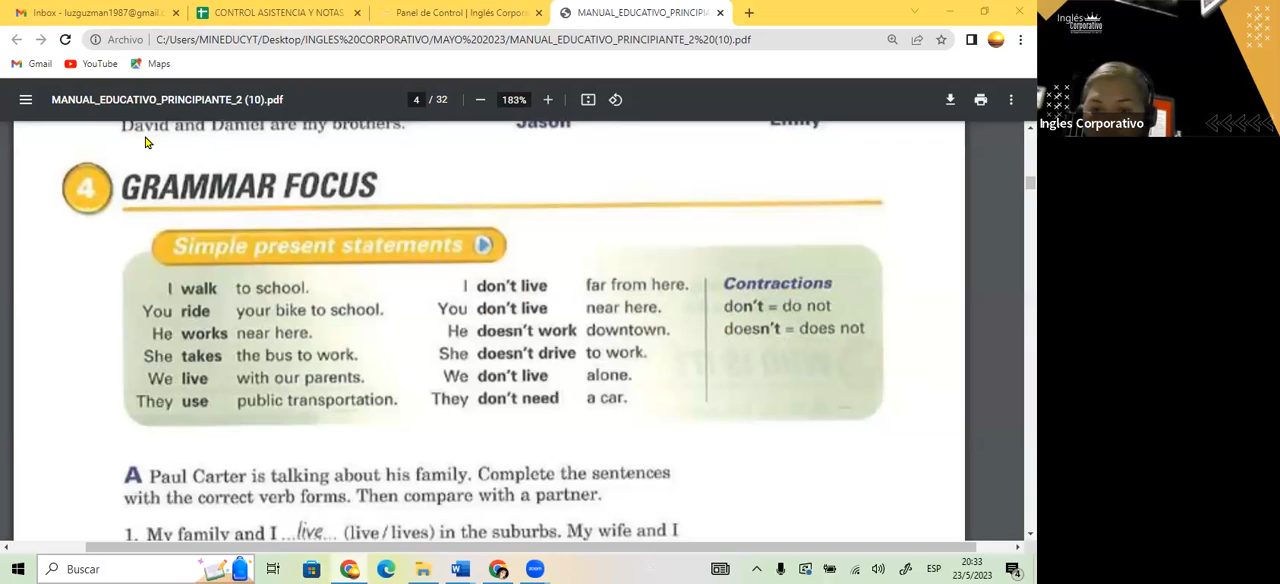 Inbox - luzguzman1987@gmail.c
CONTROL ASISTENCIA Y NOTAS
Panel de Control | Inglés Corpora
MANUAL_EDUCATIVO_PRINCIPIA
Archivo
C:/Users/MINEDUCYT/Desktop/INGLES%20CORPORATIVO/MAYO%202023/MANUAL_EDUCATIVO_PRINCIPIANTE_2%20(10).pdf
Gmail
YouTube
Maps
MANUAL_EDUCATIVO_PRINCIPIANTE_2 (10).pdf
4 / 32
183%
David and Daniel are my brothers.
Jason
Emily
4 GRAMMAR FOCUS
Simple present statements
I walk to school.
You ride your bike to school.
He works near here.
She takes the bus to work.
We live with our parents.
They use public transportation.
I don't live far from here.
You don't live near here.
He doesn't work downtown.
She doesn't drive to work.
We don't live alone.
They don't need a car.
Contractions
don't = do not
doesn't = does not
A Paul Carter is talking about his family. Complete the sentences
with the correct verb forms. Then compare with a partner.
1. My family and I ...live... (live/lives) in the suburbs. My wife and I
Inglés
Corporativo
Ingles Corporativo
Buscar
ESP
20:33
23/5/2023
4